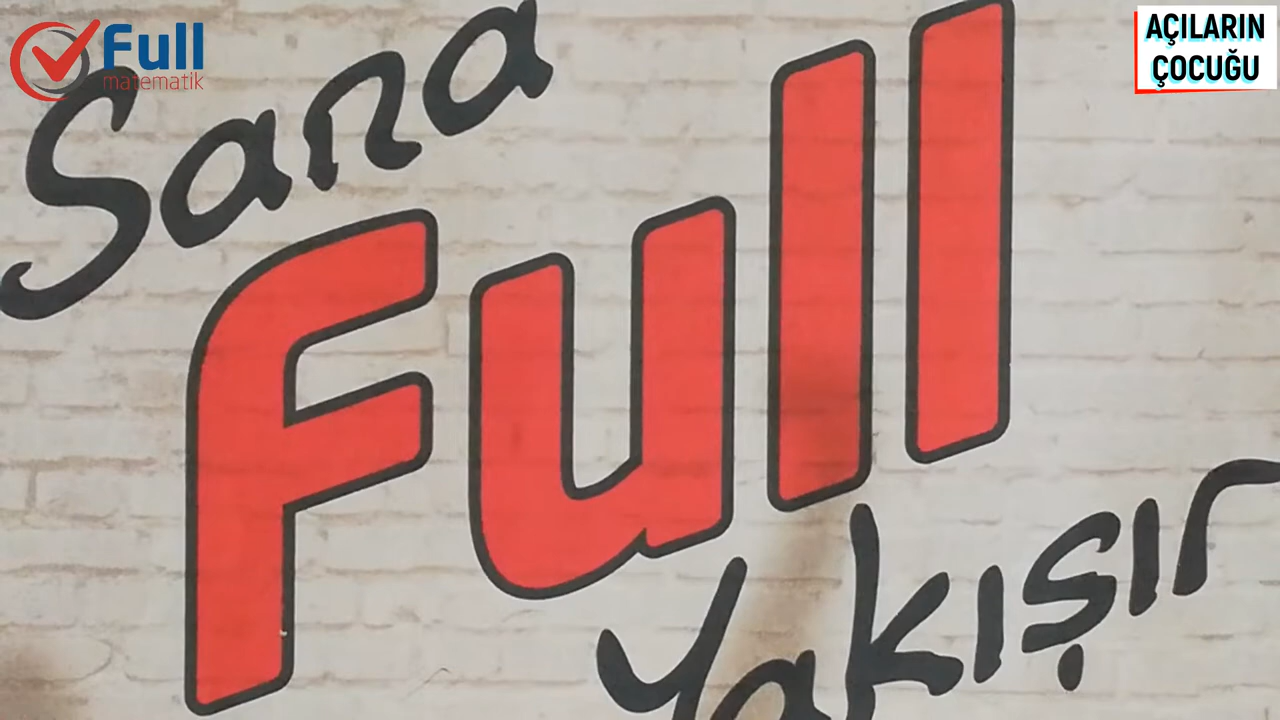 Full
matematik
AÇILARIN
ÇOCUĞU
Sana
Full
Yakışır